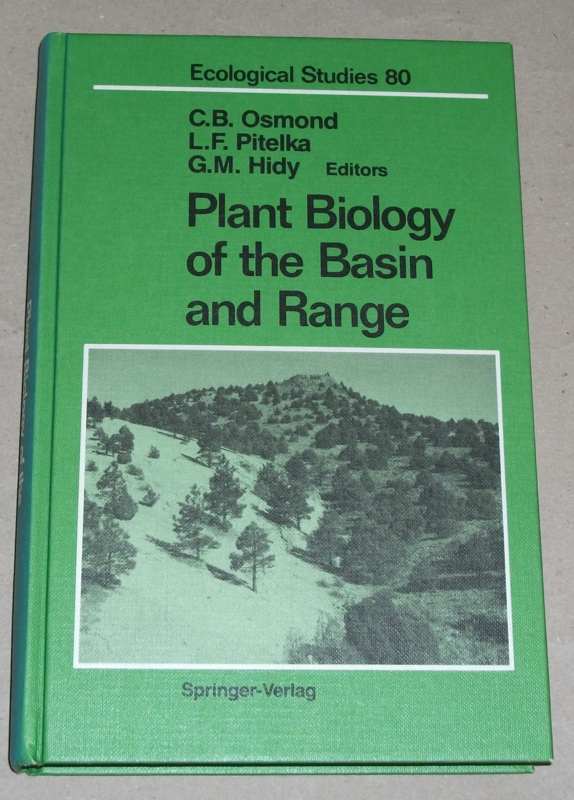 Ecological Studies 80
C.B. Osmond
L.F. Pitelka
G.M. Hidy Editors
Plant Biology
of the Basin
and Range
Springer-Verlag